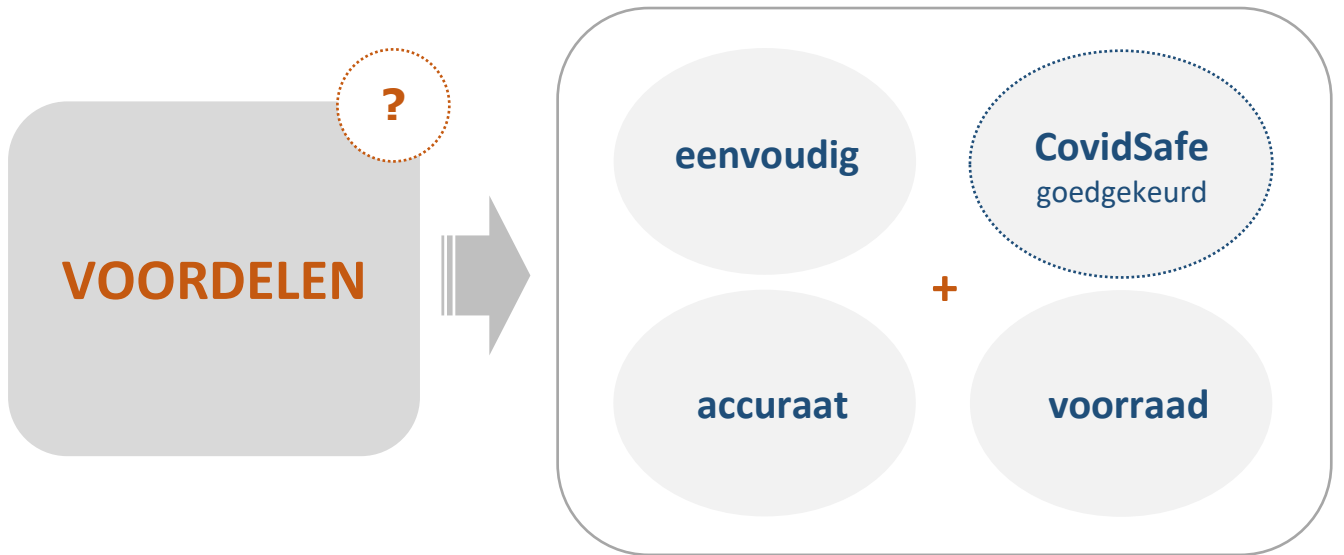 ?
VOORDELEN
eenvoudig
CovidSafe
goedgekeurd
+
accuraat
voorraad